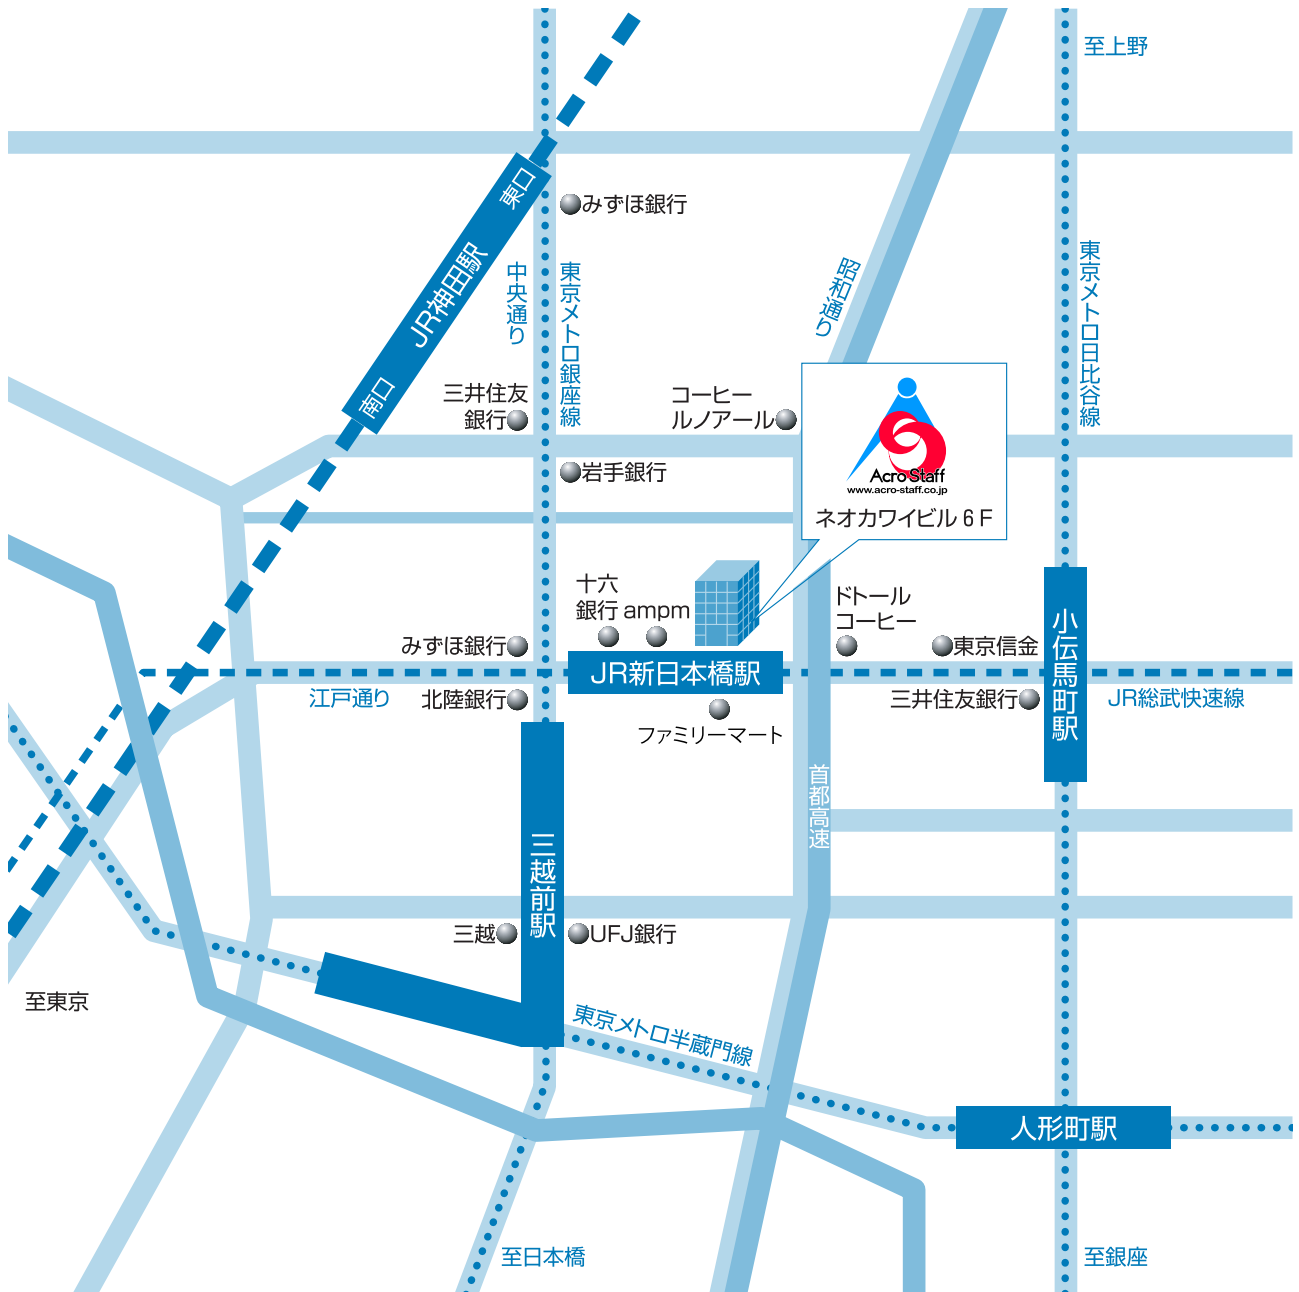 至上野
東口
みずほ銀行
JR神田駅
中央通り
東京メトロ銀座線
昭和通り
東京メトロ日比谷線
南口
三井住友
銀行
コーヒー
ルノアール
岩手銀行
Acro Staff
www.acro-staff.co.jp
ネオカワイビル6F
十六
銀行
ampm
ドトール
コーヒー
みずほ銀行
東京信金
小伝馬町駅
JR新日本橋駅
江戸通り
北陸銀行
三井住友銀行
JR総武快速線
ファミリーマート
首都高速
三越前駅
三越
UFJ銀行
至東京
東京メトロ半蔵門線
人形町駅
至日本橋
至銀座